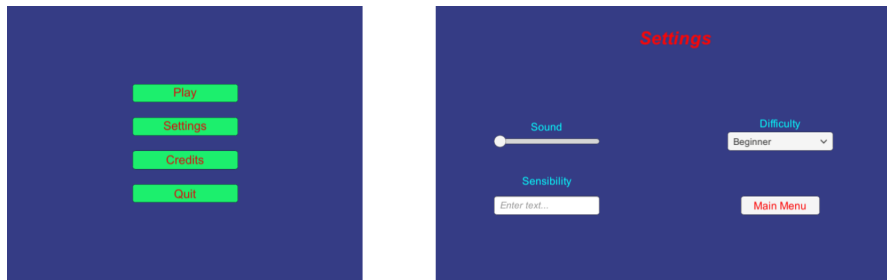 Play
Settings
Credits
Quit
Settings
Sound
Difficulty
Beginner
Sensibility
Enter text...
Main Menu